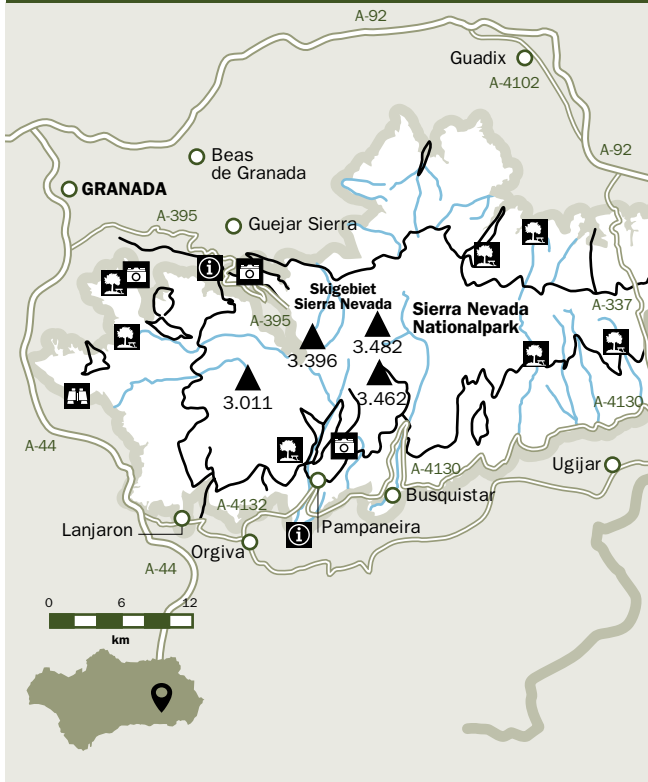 A-92
Guadix
A-4102
A-92
Beas
de Granada
GRANADA
A-395
Guejar Sierra
i
Skigebiet
Sierra Nevada
Sierra Nevada
Nationalpark
A-337
A-395
3.396
3.482
3.011
3.462
A-4130
A-44
A-4130
Ugijar
A-4132
Busquistar
Lanjaron
Pampaneira
i
Orgiva
A-44
0 6 12
km